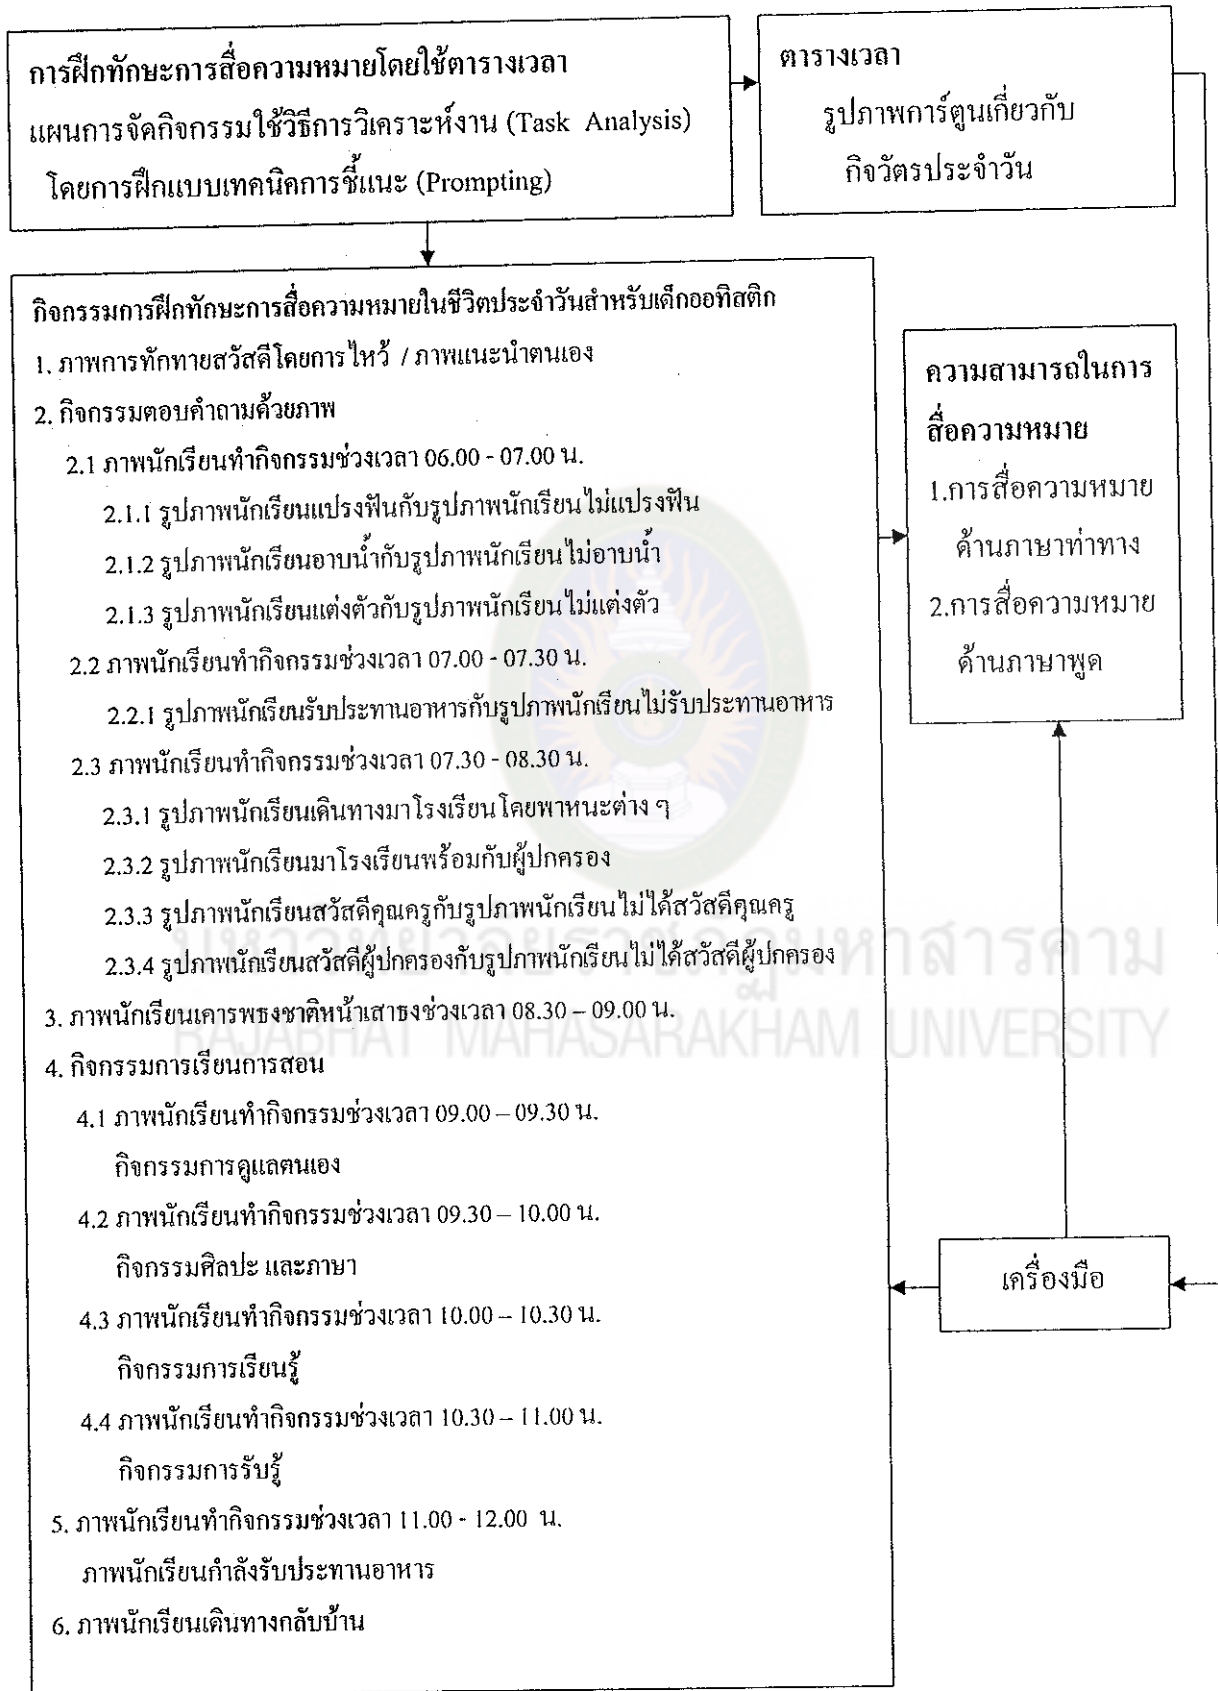 การฝึกทักษะการสื่อความหมายโดยใช้ตารางเวลา
แผนการจัดกิจกรรมใช้วิธีการวิเคราะห์งาน (Task Analysis)
โดยการฝึกแบบเทคนิคการชี้แนะ (Prompting)
ตารางเวลา
รูปภาพการ์ตูนเกี่ยวกับ
กิจวัตรประจำวัน
กิจกรรมการฝึกทักษะการสื่อความหมายในชีวิตประจำวันสำหรับเด็กออทิสติก
1. ภาพการทักทายสวัสดีโดยการไหว้ / ภาพแนะนำตนเอง
2. กิจกรรมตอบคำถามด้วยภาพ
2.1 ภาพนักเรียนทำกิจกรรมช่วงเวลา 06.00 - 07.00 น.
2.1.1 รูปภาพนักเรียนแปรงฟันกับรูปภาพนักเรียนไม่แปรงฟัน
2.1.2 รูปภาพนักเรียนอาบน้ำกับรูปภาพนักเรียนไม่อาบน้ำ
2.1.3 รูปภาพนักเรียนแต่งตัวกับรูปภาพนักเรียนไม่แต่งตัว
2.2 ภาพนักเรียนทำกิจกรรมช่วงเวลา 07.00 - 07.30 น.
2.2.1 รูปภาพนักเรียนรับประทานอาหารกับรูปภาพนักเรียนไม่รับประทานอาหาร
2.3 ภาพนักเรียนทำกิจกรรมช่วงเวลา 07.30 - 08.30 น.
2.3.1 รูปภาพนักเรียนเดินทางมาโรงเรียนโดยพาหนะต่าง ๆ
2.3.2 รูปภาพนักเรียนมาโรงเรียนพร้อมกับผู้ปกครอง
2.3.3 รูปภาพนักเรียนสวัสดีคุณครูกับรูปภาพนักเรียนไม่ได้สวัสดีคุณครู
2.3.4 รูปภาพนักเรียนสวัสดีผู้ปกครองกับรูปภาพนักเรียนไม่ได้สวัสดีผู้ปกครอง
3. ภาพนักเรียนเคารพธงชาติหน้าเสาธงช่วงเวลา 08.30 – 09.00 น.
4. กิจกรรมการเรียนการสอน
4.1 ภาพนักเรียนทำกิจกรรมช่วงเวลา 09.00 – 09.30 น.
กิจกรรมการดูแลตนเอง
4.2 ภาพนักเรียนทำกิจกรรมช่วงเวลา 09.30 – 10.00 น.
กิจกรรมศิลปะ และภาษา
4.3 ภาพนักเรียนทำกิจกรรมช่วงเวลา 10.00 – 10.30 น.
กิจกรรมการเรียนรู้
4.4 ภาพนักเรียนทำกิจกรรมช่วงเวลา 10.30 – 11.00 น.
กิจกรรมการรับรู้
5. ภาพนักเรียนทำกิจกรรมช่วงเวลา 11.00 - 12.00 น.
ภาพนักเรียนกำลังรับประทานอาหาร
6. ภาพนักเรียนเดินทางกลับบ้าน
ความสามารถในการ
สื่อความหมาย
1.การสื่อความหมาย
ด้านภาษาท่าทาง
2.การสื่อความหมาย
ด้านภาษาพูด
เครื่องมือ
มหาวิทยาลัยราชภัฏมหาสารคาม
RAJABHAT MAHASARAKHAM UNIVERSITY